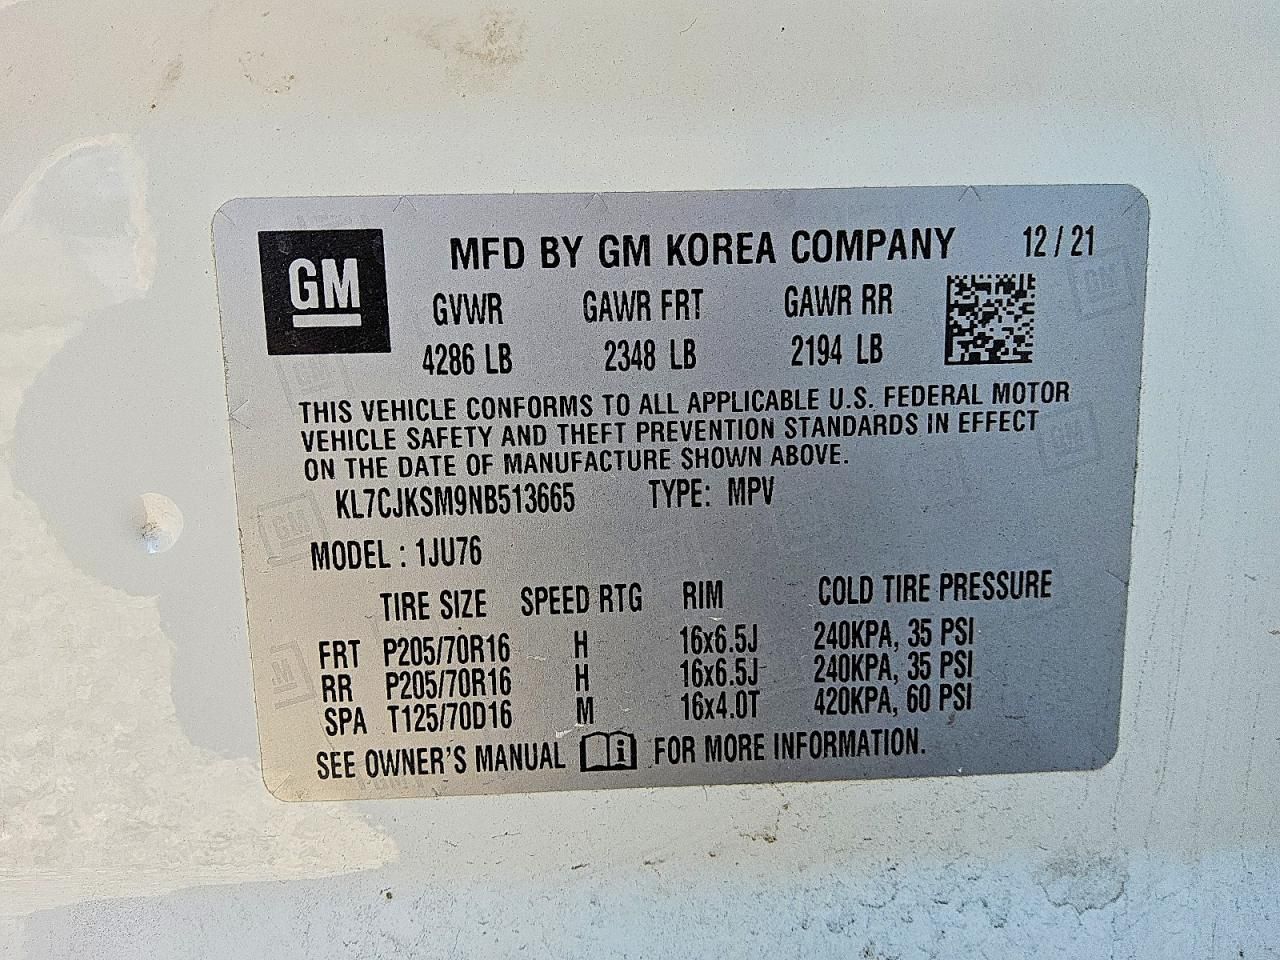 GM
MFD BY GM KOREA COMPANY 12 / 21
GVWR GAWR FRT GAWR RR
4286 LB 2348 LB 2194 LB
THIS VEHICLE CONFORMS TO ALL APPLICABLE U.S. FEDERAL MOTOR
VEHICLE SAFETY AND THEFT PREVENTION STANDARDS IN EFFECT
ON THE DATE OF MANUFACTURE SHOWN ABOVE.
KL7CJKSM9NB513665 TYPE: MPV
MODEL : 1JU76
TIRE SIZE SPEED RTG RIM COLD TIRE PRESSURE
FRT P205/70R16 H 16x6.5J 240KPA, 35 PSI
RR P205/70R16 H 16x6.5J 240KPA, 35 PSI
SPA T125/70D16 M 16x4.0T 420KPA, 60 PSI
SEE OWNER'S MANUAL i FOR MORE INFORMATION.